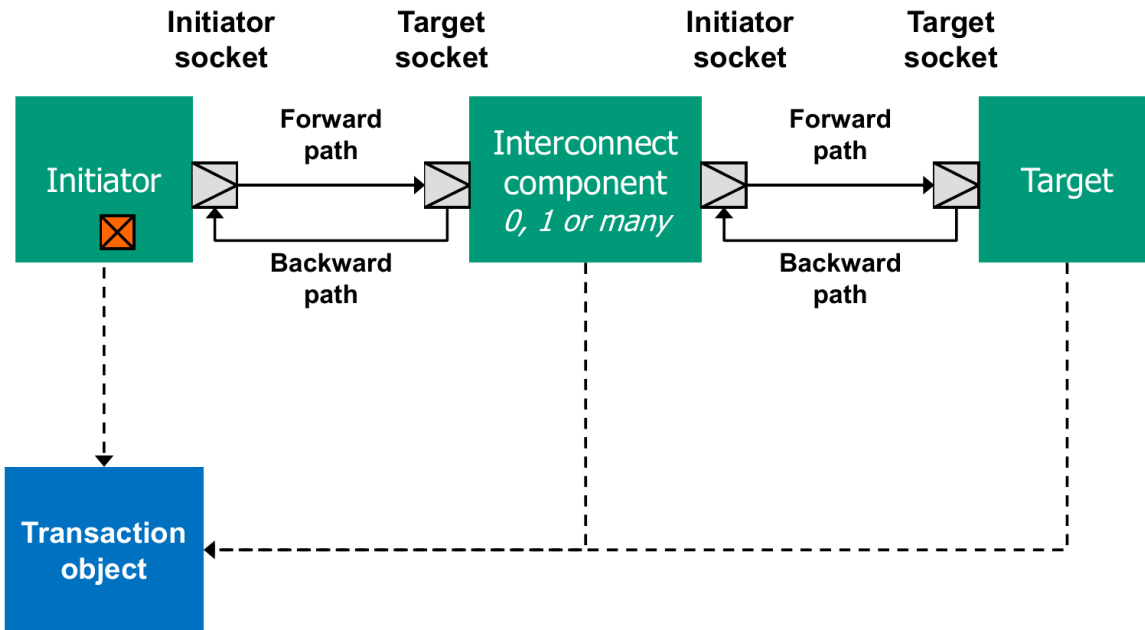 Initiator
socket
Target
socket
Initiator
socket
Target
socket
Initiator
Forward
path
Backward
path
Interconnect
component
0, 1 or many
Forward
path
Backward
path
Target
Transaction
object